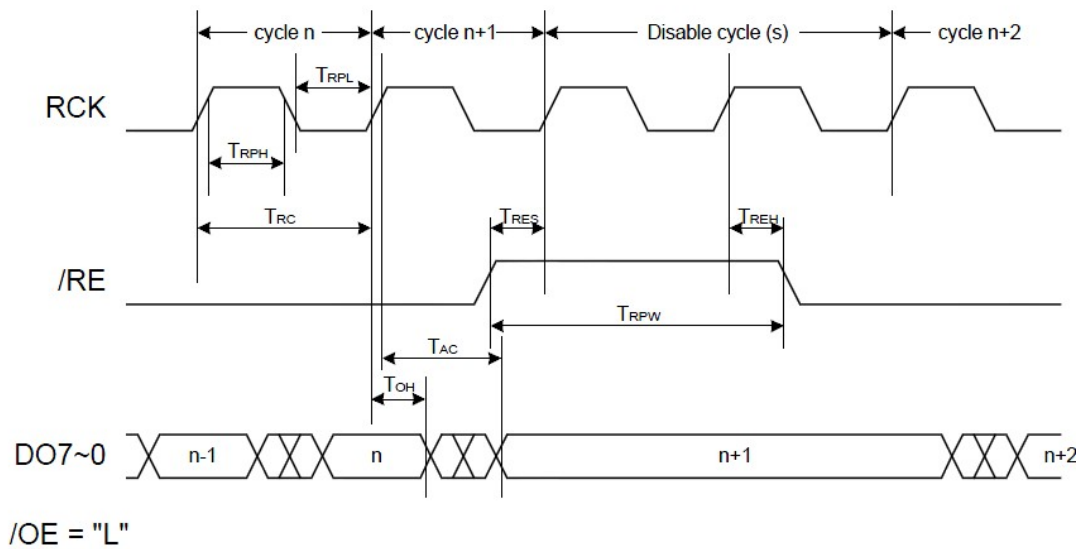 cycle n
cycle n+1
Disable cycle (s)
cycle n+2
TRPL
RCK
TRPH
TRC
TRES
TREH
/RE
TRPW
TAC
TOH
DO7~0
n-1
n
n+1
n+2
/OE = "L"